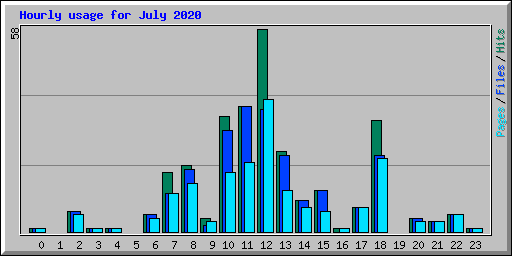 Hourly usage for July 2020
58
Pages/Files/Hits
0 1 2 3 4 5 6 7 8 9 10 11 12 13 14 15 16 17 18 19 20 21 22 23